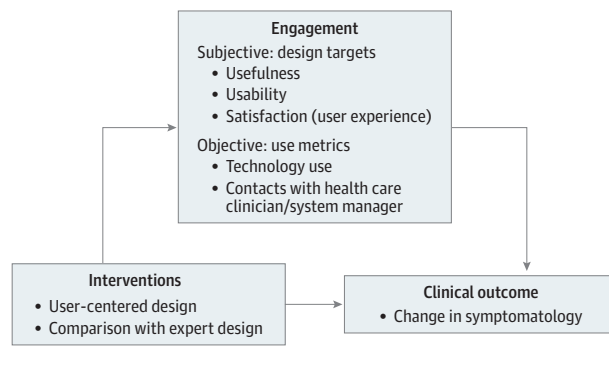 Engagement
Subjective: design targets
• Usefulness
• Usability
• Satisfaction (user experience)
Objective: use metrics
• Technology use
• Contacts with health care
clinician/system manager
Interventions
• User-centered design
• Comparison with expert design
Clinical outcome
• Change in symptomatology